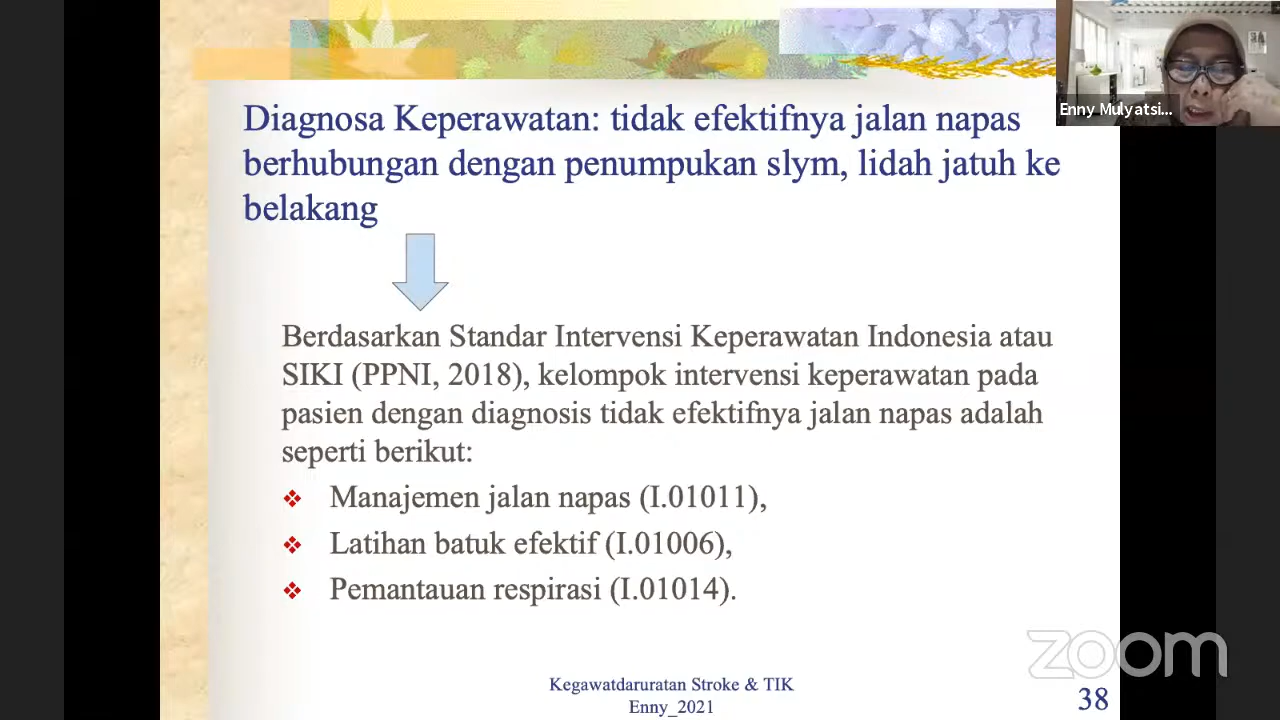 Diagnosa Keperawatan: tidak efektifnya jalan napas
berhubungan dengan penumpukan slym, lidah jatuh ke
belakang
Enny Mulyatsi...
Berdasarkan Standar Intervensi Keperawatan Indonesia atau
SIKI (PPNI, 2018), kelompok intervensi keperawatan pada
pasien dengan diagnosis tidak efektifnya jalan napas adalah
seperti berikut:
❖ Manajemen jalan napas (I.01011),
❖ Latihan batuk efektif (I.01006),
❖ Pemantauan respirasi (I.01014).
zoom
Kegawatdaruratan Stroke & TIK
Enny_2021
38